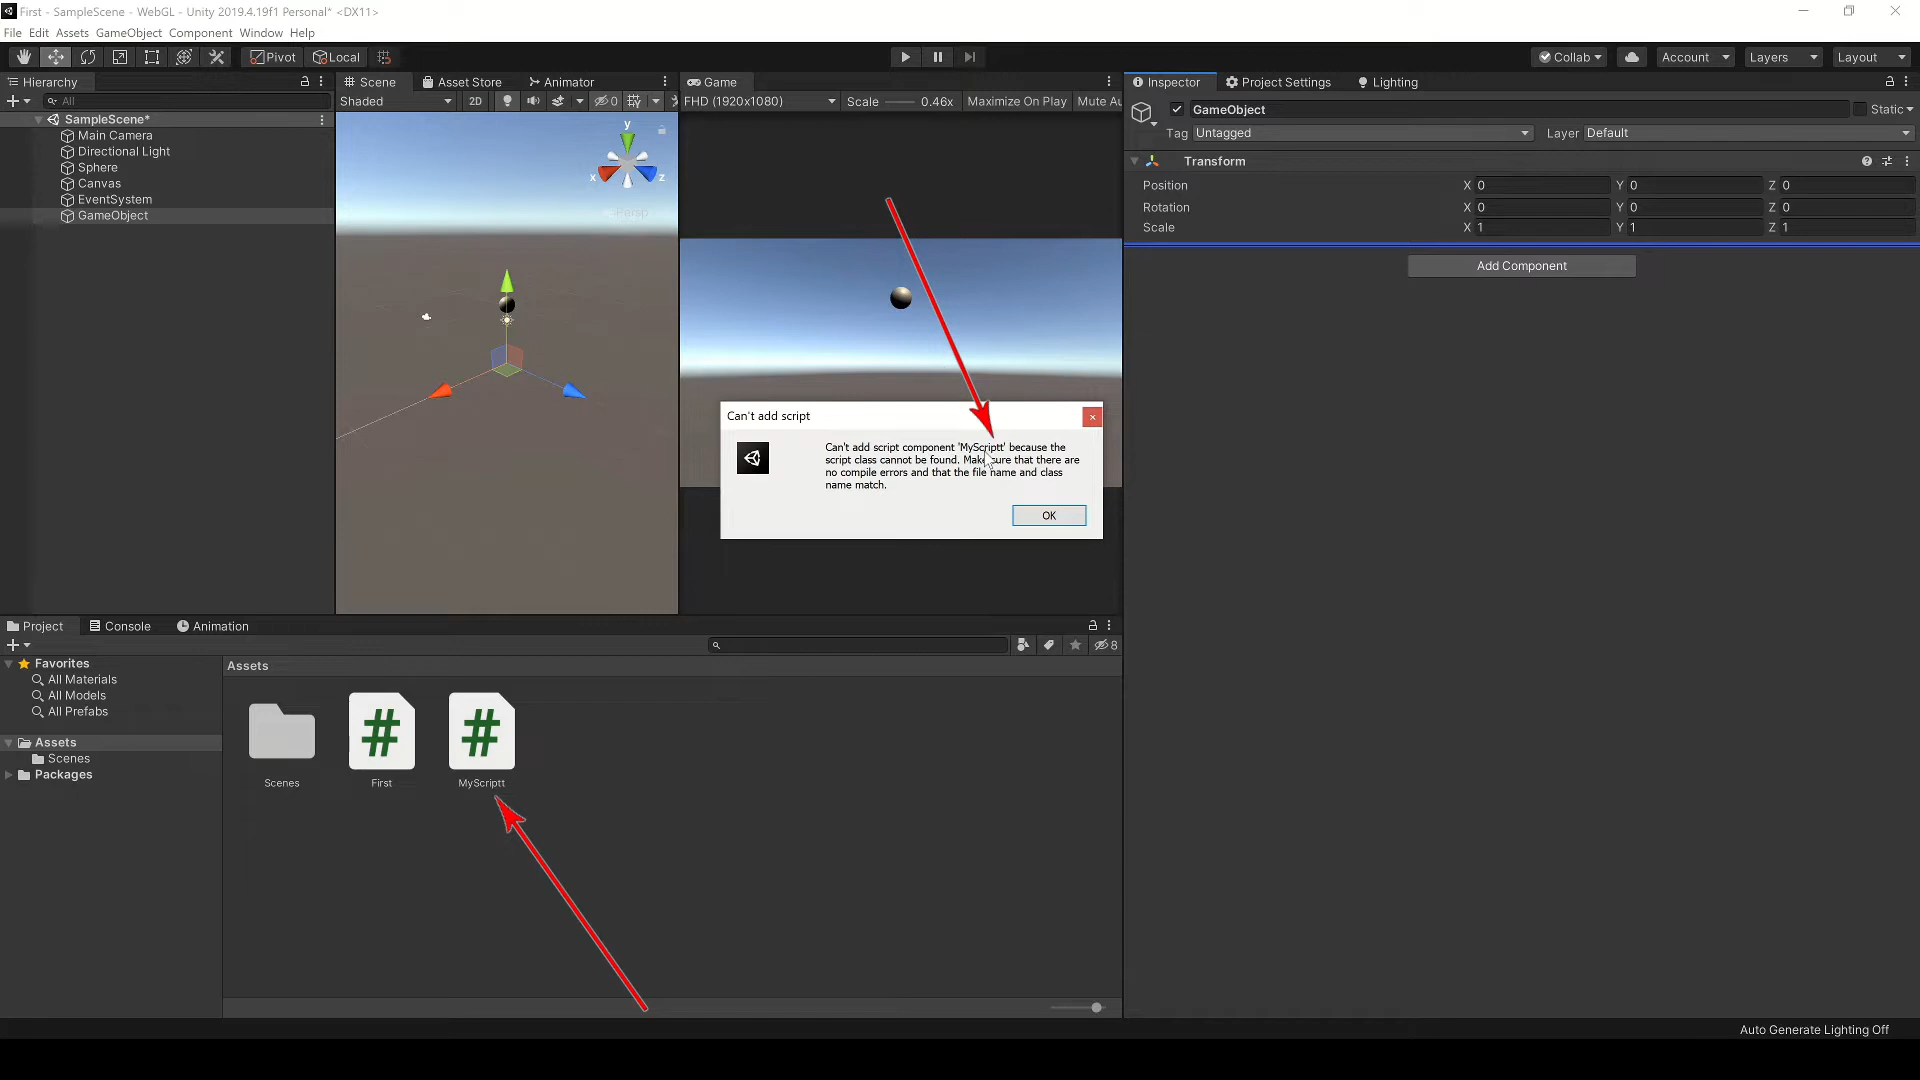 First - SampleScene - WebGL - Unity 2019.4.19f1 Personal* <DX11>
File Edit Assets GameObject Component Window Help
Pivot Local Collab Account Layers Layout
Hierarchy
All
SampleScene*
Main Camera
Directional Light
Sphere
Canvas
EventSystem
GameObject
Scene Asset Store Animator
Shaded 2D 0
y
x z
Persp
Game
FHD (1920x1080) Scale 0.46x Maximize On Play Mute Au
Can't add script
Can't add script component 'MyScriptt' because the
script class cannot be found. Make sure that there are
no compile errors and that the file name and class
name match.
OK
Inspector Project Settings Lighting
GameObject Static
Tag Untagged Layer Default
Transform
Position X 0 Y 0 Z 0
Rotation X 0 Y 0 Z 0
Scale X 1 Y 1 Z 1
Add Component
Project Console Animation
8
Favorites
All Materials
All Models
All Prefabs
Assets
Scenes
Packages
Assets
Scenes First MyScriptt
Auto Generate Lighting Off